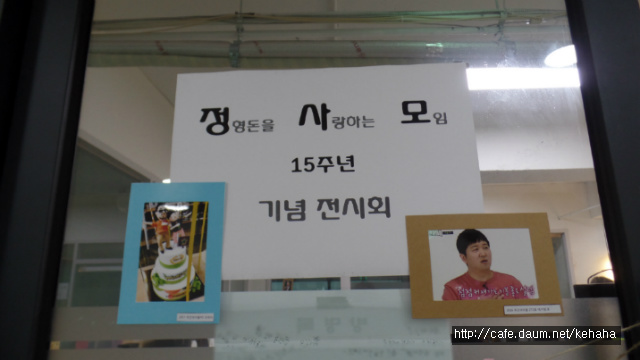 정영돈을 사랑하는 모임
15주년
기념 전시회
http://cafe.daum.net/kehaha